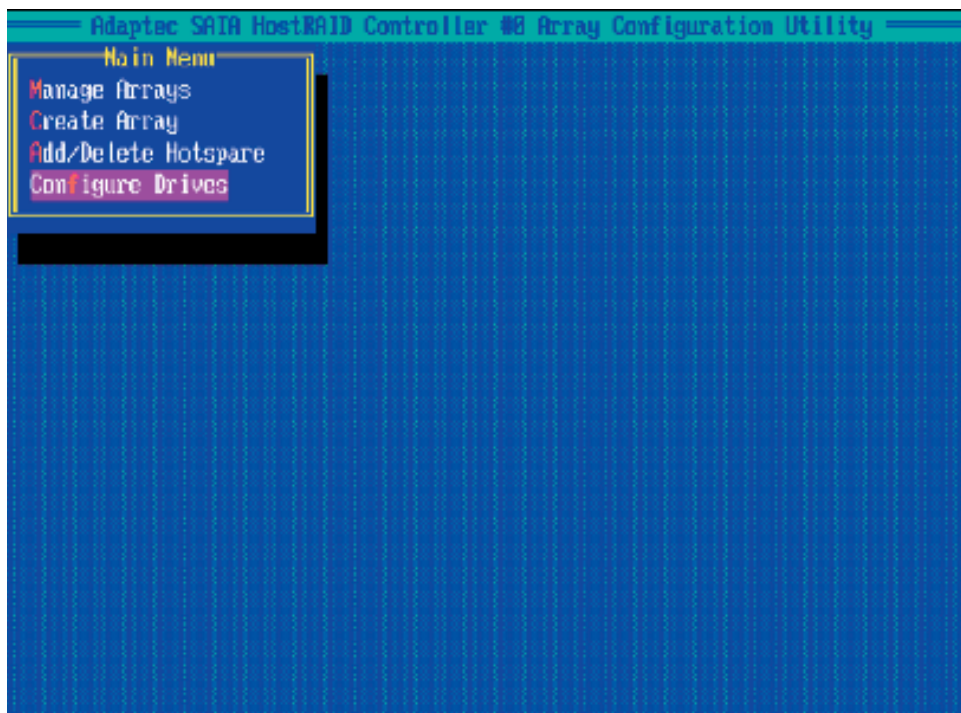 Adaptec SATA HostRAID Controller #0 Array Configuration Utility
Main Menu
Manage Arrays
Create Array
Add/Delete Hotspare
Configure Drives